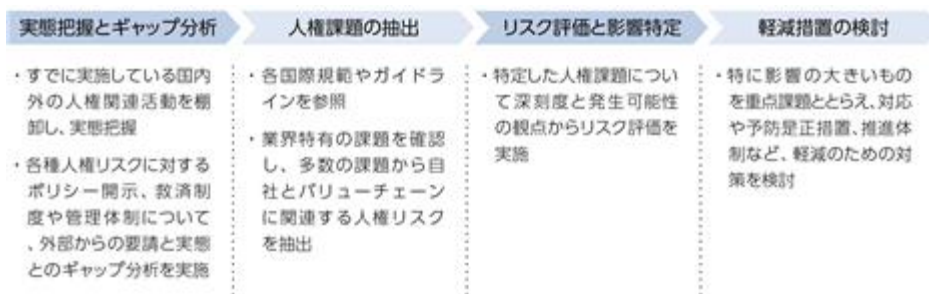 実態把握とギャップ分析
人権課題の抽出
リスク評価と影響特定
軽減措置の検討
・すでに実施している国内
外の人権関連活動を棚
卸し、実態把握
・各種人権リスクに対する
ポリシー開示、救済制
度や管理体制について
、外部からの要請と実態
とのギャップ分析を実施
・各国際規範やガイドラ
インを参照
・業界特有の課題を確認
し、多数の課題から自
社とバリューチェーン
に関連する人権リスク
を抽出
・特定した人権課題につい
て深刻度と発生可能性
の観点からリスク評価を
実施
・特に影響の大きいもの
を重点課題ととらえ、対応
や予防是正措置、推進体
制など、軽減のための対
策を検討